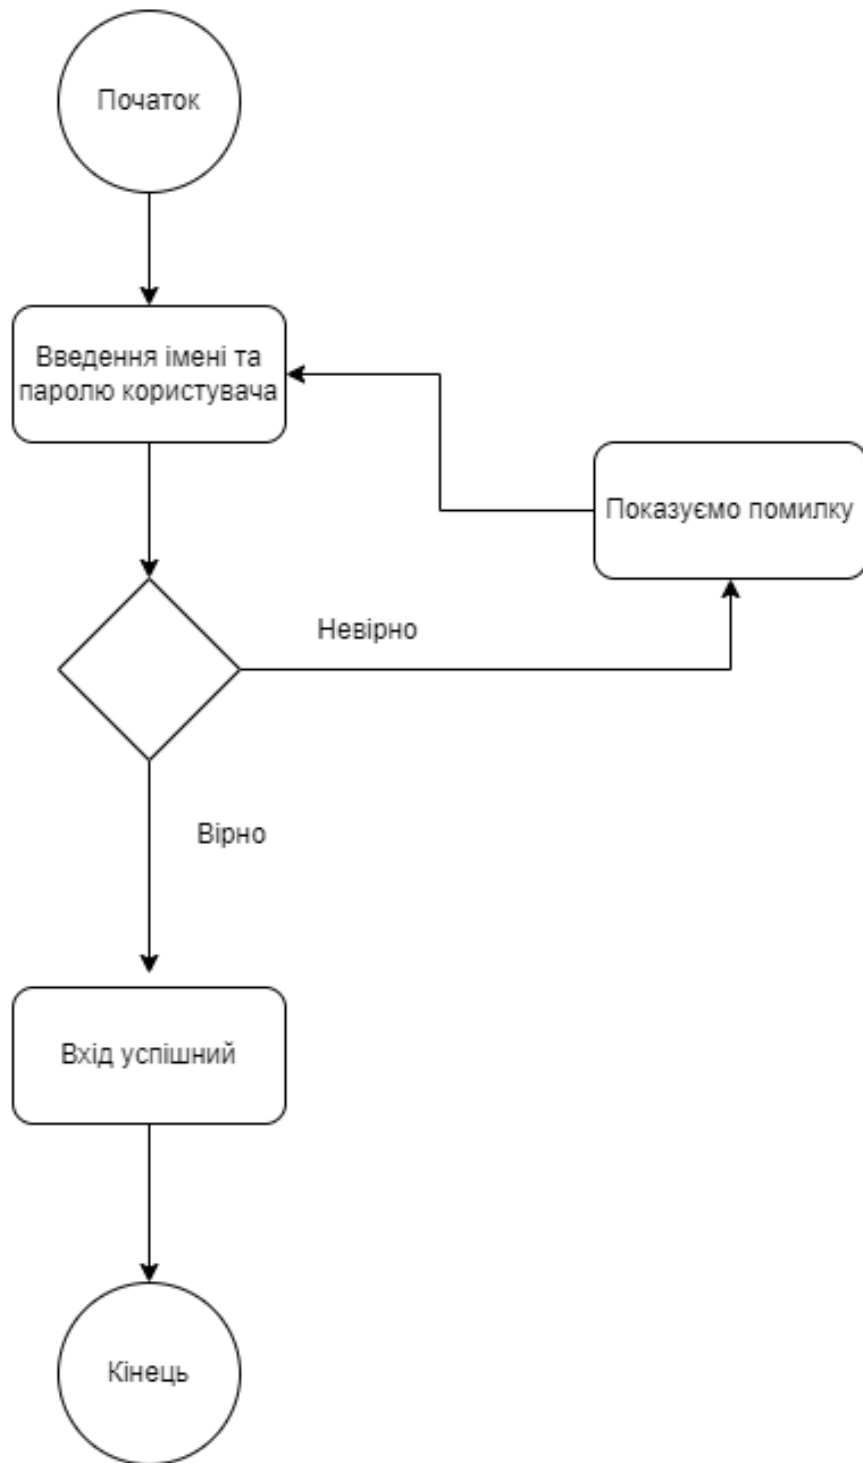 Початок
Введення імені та
паролю користувача
Показуємо помилку
Невірно
Вірно
Вхід успішний
Кінець